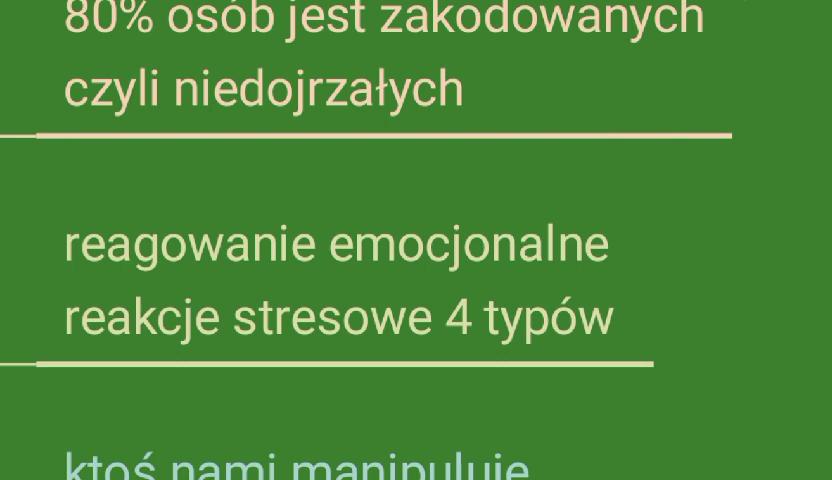 80% osób jest zakodowanych
czyli niedojrzałych
reagowanie emocjonalne
reakcje stresowe 4 typów
ktoś nami manipuluje